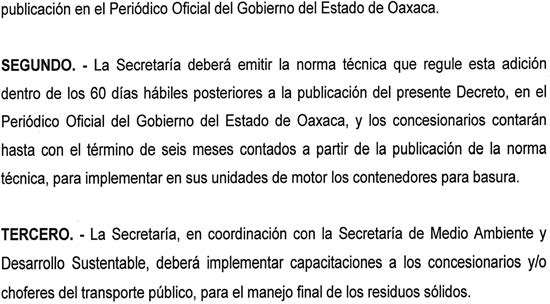 publicación en el Periódico Oficial del Gobierno del Estado de Oaxaca.
SEGUNDO. - La Secretaría deberá emitir la norma técnica que regule esta adición
dentro de los 60 días hábiles posteriores a la publicación del presente Decreto, en el
Periódico Oficial del Gobierno del Estado de Oaxaca, y los concesionarios contarán
hasta con el término de seis meses contados a partir de la publicación de la norma
técnica, para implementar en sus unidades de motor los contenedores para basura.
TERCERO. - La Secretaría, en coordinación con la Secretaría de Medio Ambiente y
Desarrollo Sustentable, deberá implementar capacitaciones a los concesionarios y/o
choferes del transporte público, para el manejo final de los residuos sólidos.